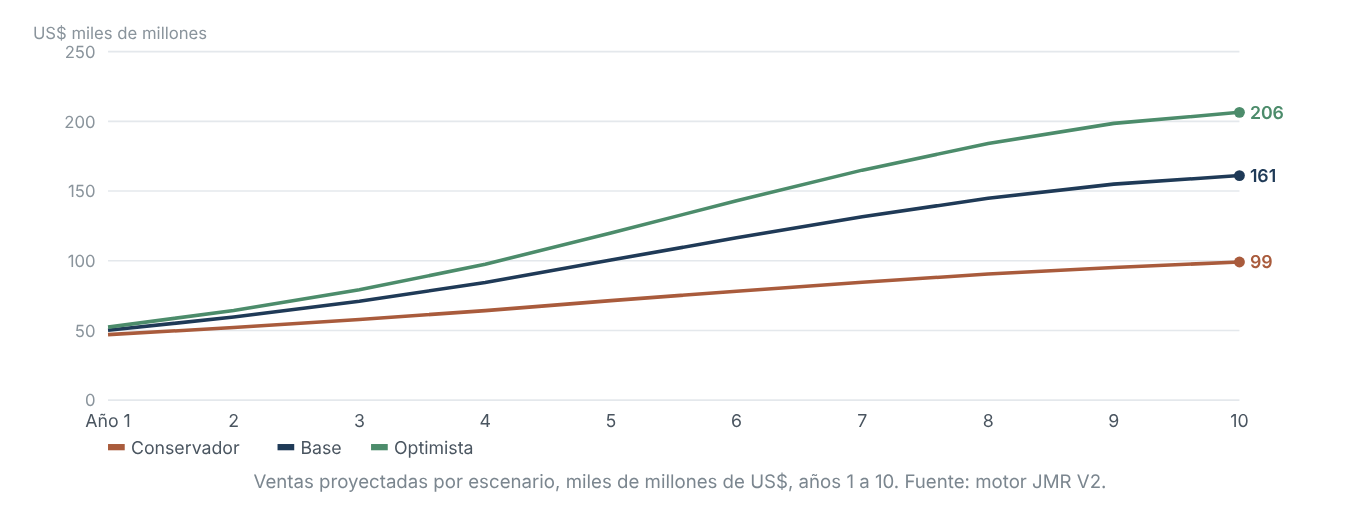 US$ miles de millones
250
200
150
100
50
0
206
161
99
Año 1 2 3 4 5 6 7 8 9 10
Conservador Base Optimista
Ventas proyectadas por escenario, miles de millones de US$, años 1 a 10. Fuente: motor JMR V2.